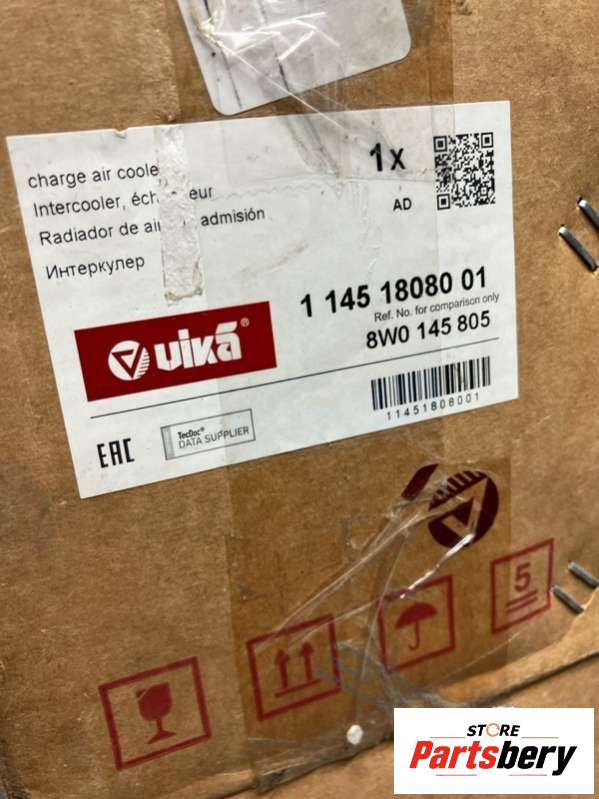 charge air coole
Intercooler, éch eur
Radiador de ai admisión
Интеркулер
1x
AD
1 145 18080 01
Ref. No. for comparison only
8W0 145 805
vika®
11451808001
EAC
TecDoc®
DATA SUPPLIER
5
STORE
Partsbery